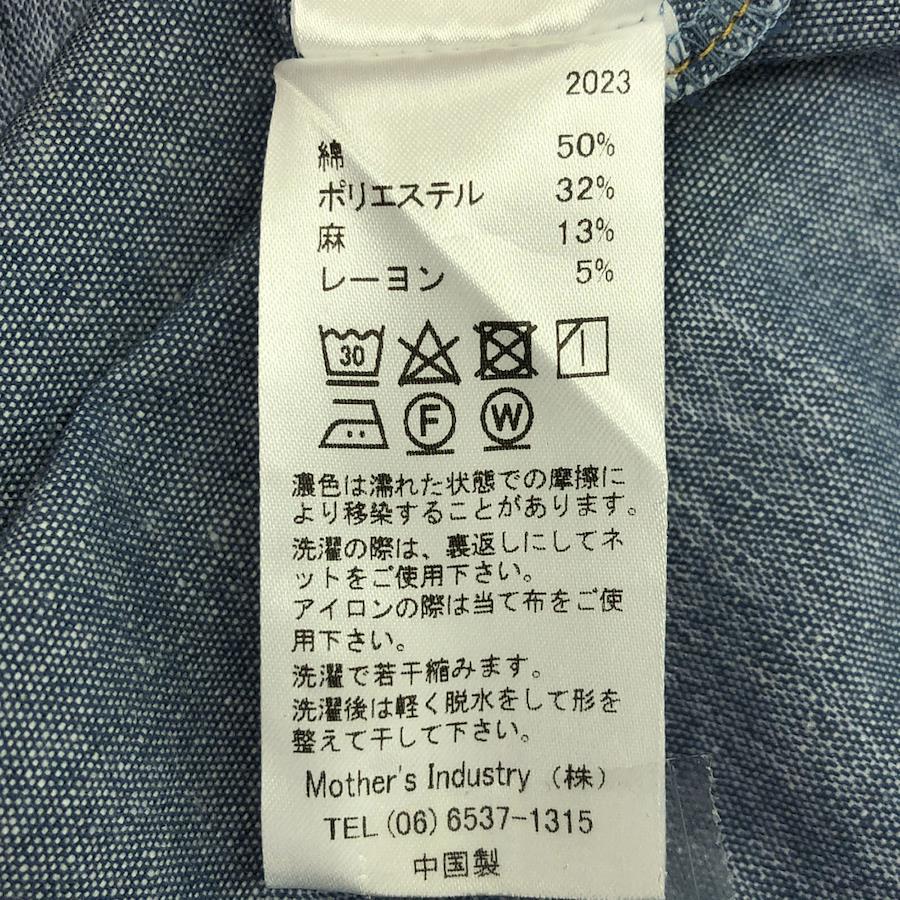 2023
綿 50%
ポリエステル 32%
麻 13%
レーヨン 5%
30
F W
濃色は濡れた状態での摩擦に
より移染することがあります。
洗濯の際は、裏返しにしてネ
ットをご使用下さい。
アイロンの際は当て布をご使
用下さい。
洗濯で若干縮みます。
洗濯後は軽く脱水をして形を
整えて干して下さい。
Mother's Industry (株)
TEL(06)6537-1315
中国製